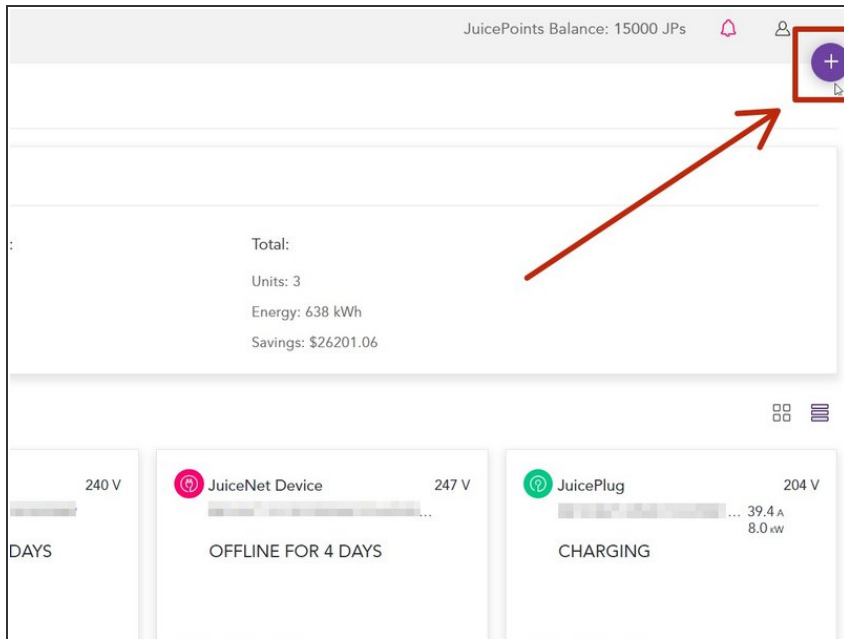 JuicePoints Balance: 15000 JPs
+
:
Total:
Units: 3
Energy: 638 kWh
Savings: $26201.06
240 V
DAYS
JuiceNet Device 247 V
...
OFFLINE FOR 4 DAYS
JuicePlug 204 V
... 39.4 A
8.0 kW
CHARGING